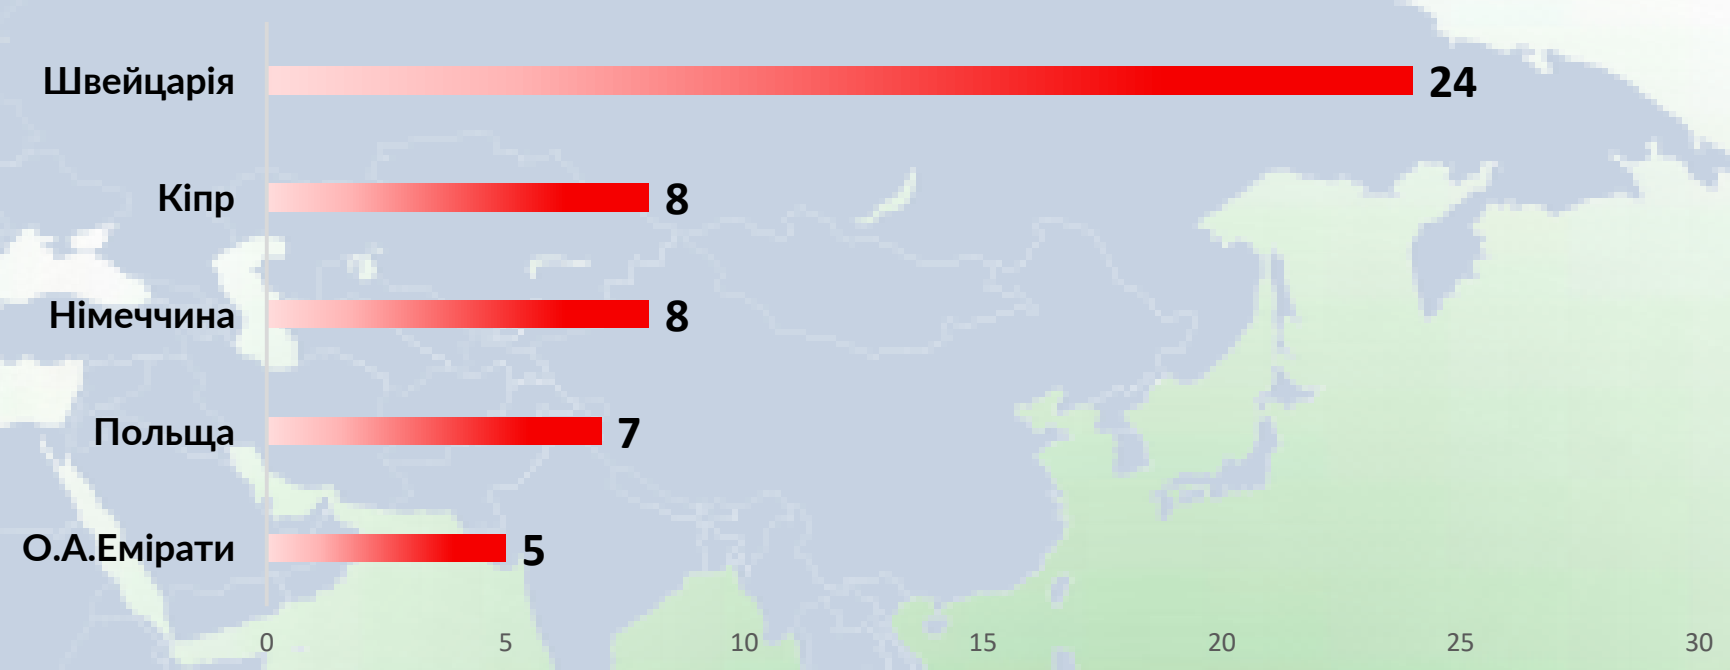 Швейцарія 24
Кіпр 8
Німеччина 8
Польща 7
О.А.Емірати 5
0 5 10 15 20 25 30